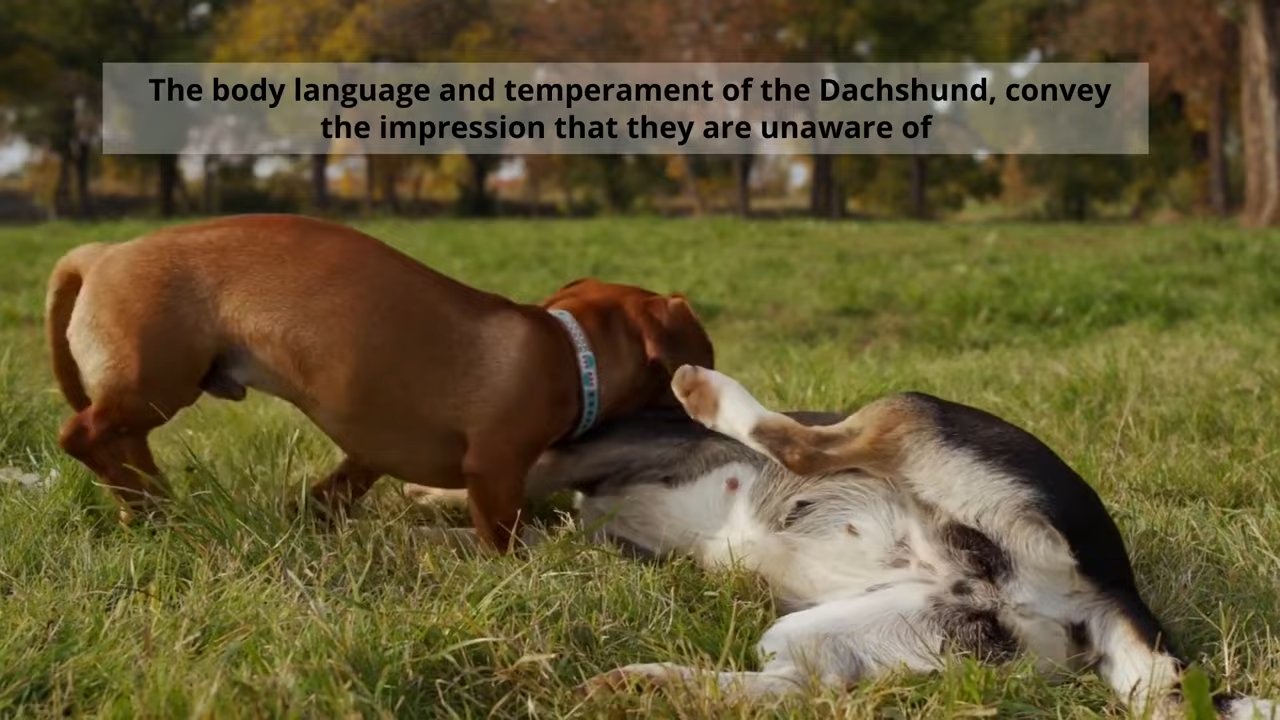 The body language and temperament of the Dachshund, convey
the impression that they are unaware of